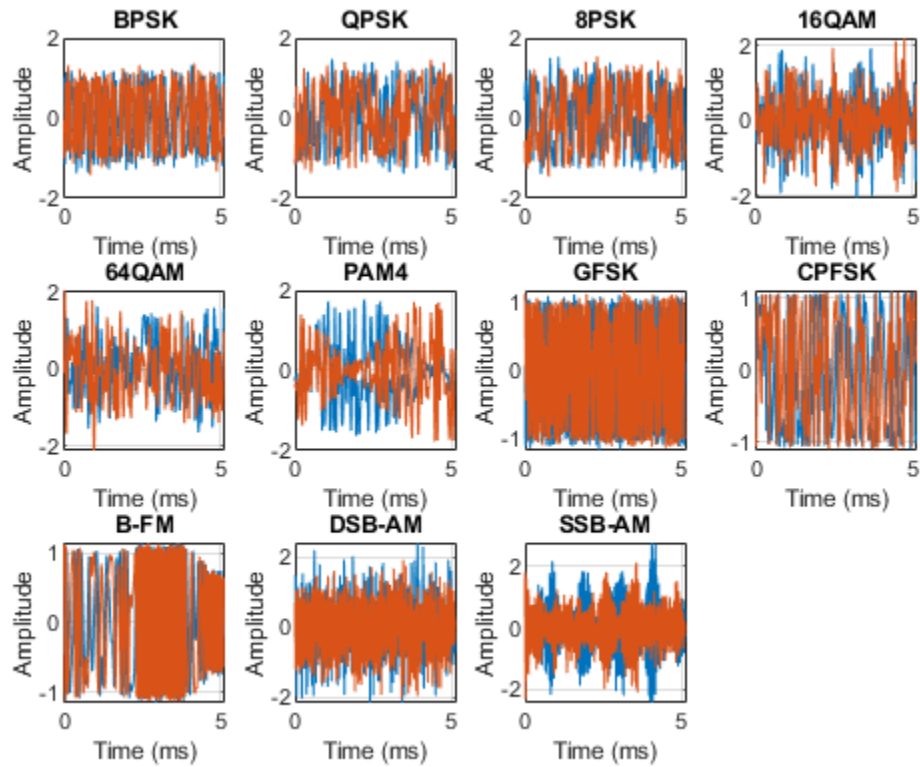 BPSK QPSK 8PSK 16QAM
2 2 2 2
Amplitude Amplitude Amplitude Amplitude
0 0 0 0
-2 -2 -2 -2
0 5 0 5 0 5 0 5
Time (ms) Time (ms) Time (ms) Time (ms)
64QAM PAM4 GFSK CPFSK
2 2 1 1
Amplitude Amplitude Amplitude Amplitude
0 0 0 0
-2 -2 -1 -1
0 5 0 5 0 5 0 5
Time (ms) Time (ms) Time (ms) Time (ms)
B-FM DSB-AM SSB-AM
1 2 2
Amplitude Amplitude Amplitude
0 0 0
-1 -2 -2
0 5 0 5 0 5
Time (ms) Time (ms) Time (ms)